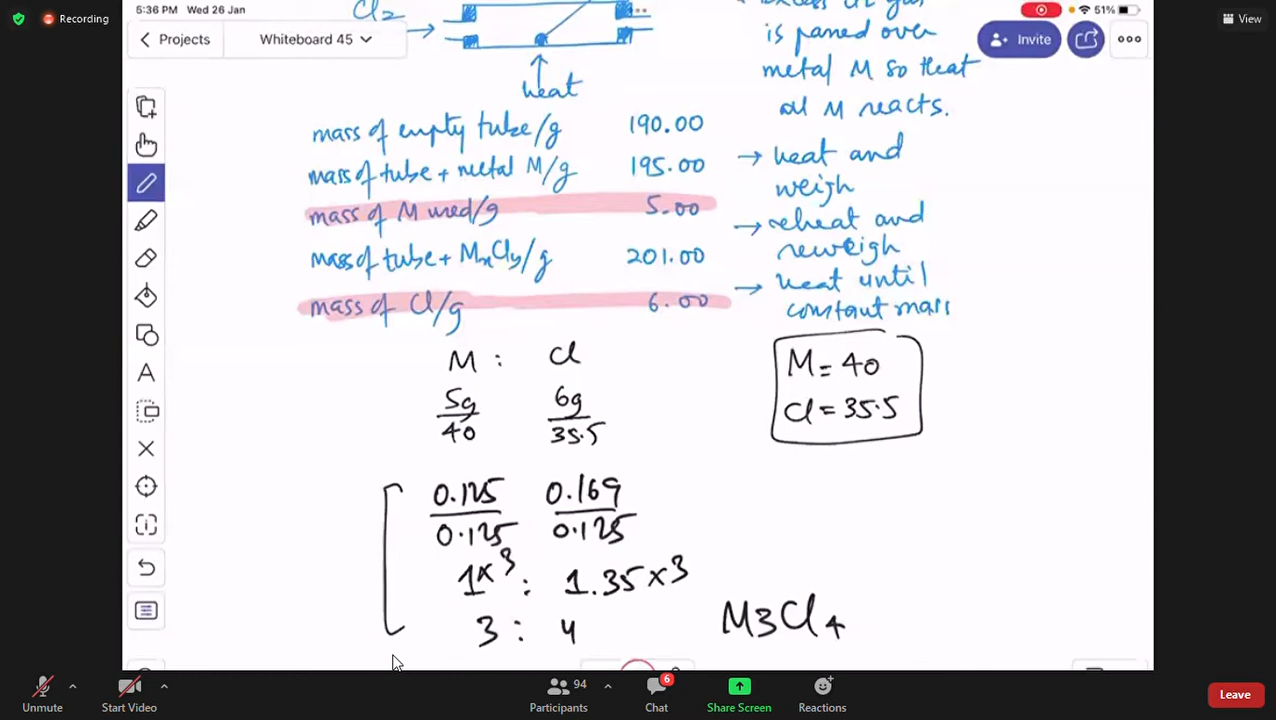 Recording
5:36 PM Wed 26 Jan
51%
View
Projects
Whiteboard 45
Invite
Cl2
heat
is passed over
metal M so that
all M reacts.
→ heat and
weigh
→ reheat and
reweigh
→ heat until
constant mass
mass of empty tube/g 190.00
mass of tube + metal M/g 195.00
mass of M used/g 5.00
mass of tube + MxCly/g 201.00
mass of Cl/g 6.00
M : Cl
5g 6g
40 35.5
0.125 0.169
0.125 0.125
1x3 : 1.35x3
3 : 4
M3Cl4
M = 40
Cl = 35.5
Unmute
Start Video
94
Participants
6
Chat
Share Screen
Reactions
Leave